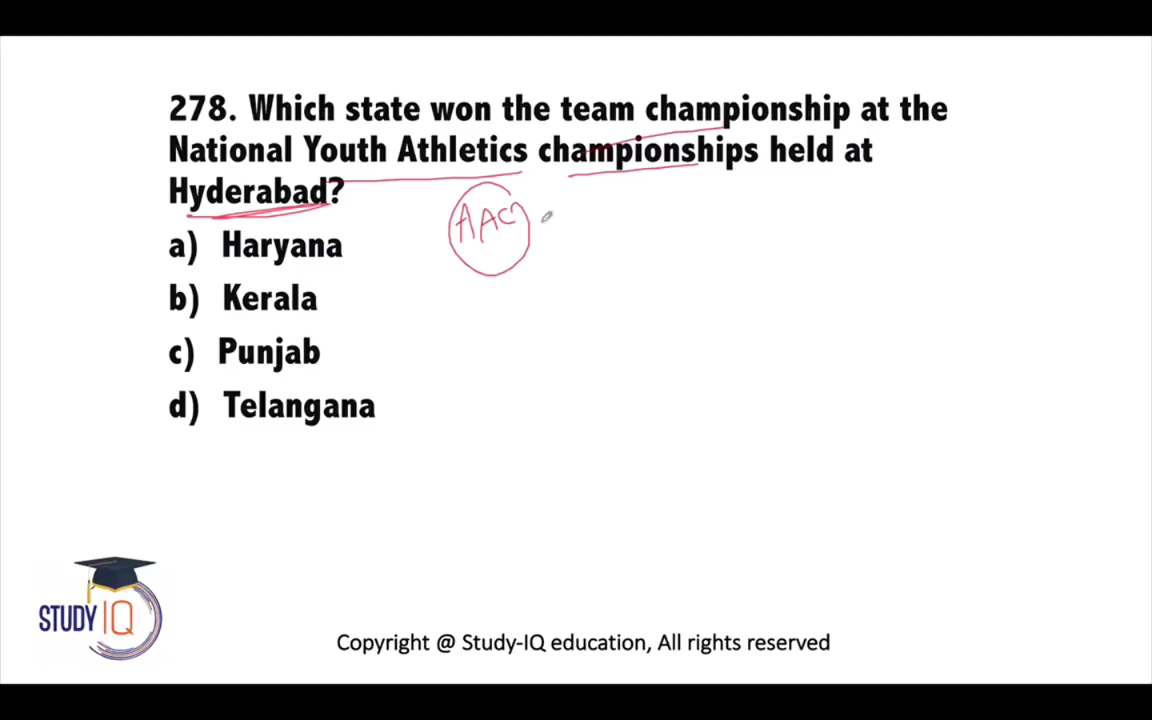 278. Which state won the team championship at the
National Youth Athletics championships held at
Hyderabad?
AAC
a) Haryana
b) Kerala
c) Punjab
d) Telangana
STUDY IQ
Copyright @ Study-IQ education, All rights reserved